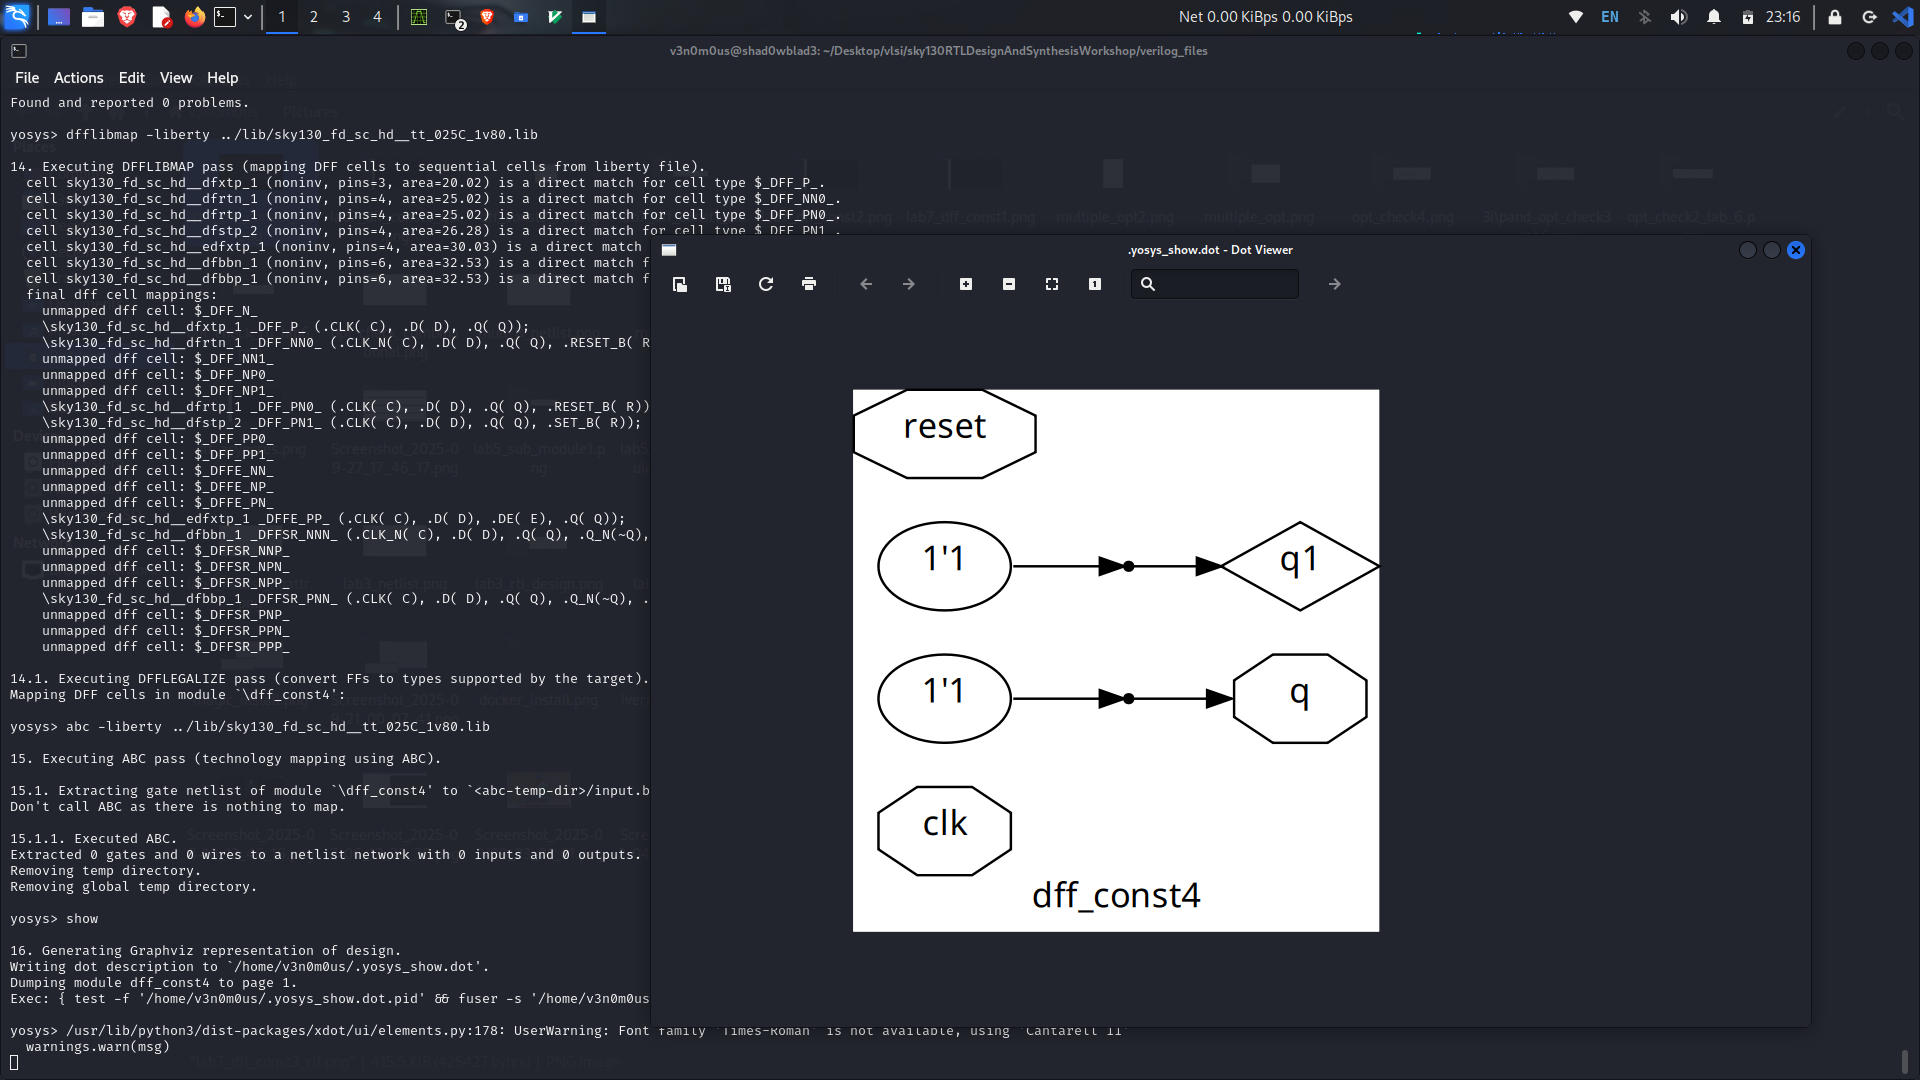 1 2 3 4
2
Net 0.00 KiBps 0.00 KiBps
EN
23:16
v3n0m0us@shad0wblad3: ~/Desktop/vlsi/sky130RTLDesignAndSynthesisWorkshop/verilog_files
File Actions Edit View Help
Found and reported 0 problems.
yosys> dfflibmap -liberty ../lib/sky130_fd_sc_hd__tt_025C_1v80.lib
14. Executing DFFLIBMAP pass (mapping DFF cells to sequential cells from liberty file).
cell sky130_fd_sc_hd__dfxtp_1 (noninv, pins=3, area=20.02) is a direct match for cell type $_DFF_P_.
cell sky130_fd_sc_hd__dfrtn_1 (noninv, pins=4, area=25.02) is a direct match for cell type $_DFF_NN0_.
cell sky130_fd_sc_hd__dfrtp_1 (noninv, pins=4, area=25.02) is a direct match for cell type $_DFF_PN0_.
cell sky130_fd_sc_hd__dfstp_2 (noninv, pins=4, area=26.28) is a direct match for cell type $_DFF_PN1_.
cell sky130_fd_sc_hd__edfxtp_1 (noninv, pins=4, area=30.03) is a direct match
cell sky130_fd_sc_hd__dfbbn_1 (noninv, pins=6, area=32.53) is a direct match f
cell sky130_fd_sc_hd__dfbbp_1 (noninv, pins=6, area=32.53) is a direct match f
final dff cell mappings:
unmapped dff cell: $_DFF_N_
\sky130_fd_sc_hd__dfxtp_1 _DFF_P_ (.CLK( C), .D( D), .Q( Q));
\sky130_fd_sc_hd__dfrtn_1 _DFF_NN0_ (.CLK_N( C), .D( D), .Q( Q), .RESET_B( R
unmapped dff cell: $_DFF_NN1_
unmapped dff cell: $_DFF_NP0_
unmapped dff cell: $_DFF_NP1_
\sky130_fd_sc_hd__dfrtp_1 _DFF_PN0_ (.CLK( C), .D( D), .Q( Q), .RESET_B( R))
\sky130_fd_sc_hd__dfstp_2 _DFF_PN1_ (.CLK( C), .D( D), .Q( Q), .SET_B( R));
unmapped dff cell: $_DFF_PP0_
unmapped dff cell: $_DFF_PP1_
unmapped dff cell: $_DFFE_NN_
unmapped dff cell: $_DFFE_NP_
unmapped dff cell: $_DFFE_PN_
\sky130_fd_sc_hd__edfxtp_1 _DFFE_PP_ (.CLK( C), .D( D), .DE( E), .Q( Q));
\sky130_fd_sc_hd__dfbbn_1 _DFFSR_NNN_ (.CLK_N( C), .D( D), .Q( Q), .Q_N(~Q),
unmapped dff cell: $_DFFSR_NNP_
unmapped dff cell: $_DFFSR_NPN_
unmapped dff cell: $_DFFSR_NPP_
\sky130_fd_sc_hd__dfbbp_1 _DFFSR_PNN_ (.CLK( C), .D( D), .Q( Q), .Q_N(~Q), .
unmapped dff cell: $_DFFSR_PNP_
unmapped dff cell: $_DFFSR_PPN_
unmapped dff cell: $_DFFSR_PPP_
14.1. Executing DFFLEGALIZE pass (convert FFs to types supported by the target).
Mapping DFF cells in module `\dff_const4':
yosys> abc -liberty ../lib/sky130_fd_sc_hd__tt_025C_1v80.lib
15. Executing ABC pass (technology mapping using ABC).
15.1. Extracting gate netlist of module `\dff_const4' to `<abc-temp-dir>/input.b
Don't call ABC as there is nothing to map.
15.1.1. Executed ABC.
Extracted 0 gates and 0 wires to a netlist network with 0 inputs and 0 outputs.
Removing temp directory.
Removing global temp directory.
yosys> show
16. Generating Graphviz representation of design.
Writing dot description to `/home/v3n0m0us/.yosys_show.dot'.
Dumping module dff_const4 to page 1.
Exec: { test -f '/home/v3n0m0us/.yosys_show.dot.pid' && fuser -s '/home/v3n0m0us
yosys> /usr/lib/python3/dist-packages/xdot/ui/elements.py:178: UserWarning: Font family 'Times-Roman' is not available, using 'Cantarell 11'
warnings.warn(msg)
.yosys_show.dot - Dot Viewer
reset
1'1
q1
1'1
q
clk
dff_const4